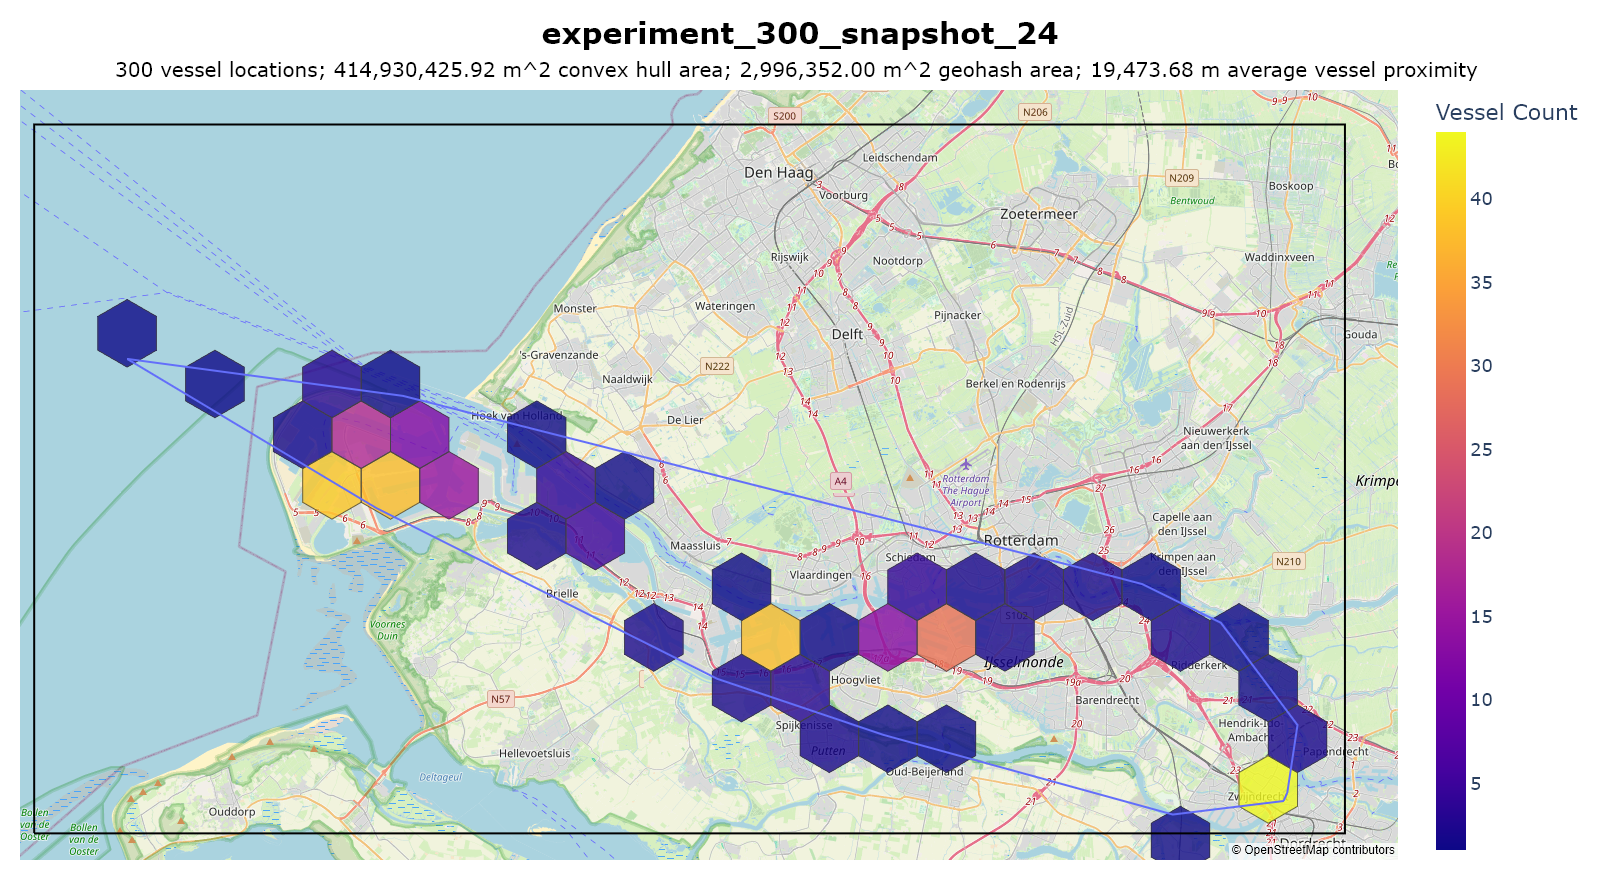 experiment_300_snapshot_24
300 vessel locations; 414,930,425.92 m^2 convex hull area; 2,996,352.00 m^2 geohash area; 19,473.68 m average vessel proximity
Vessel Count
40
35
30
25
20
15
10
5
S200
N206
Leidschendam
Den Haag
Voorburg
N209
Boskoop
Bentwoud
Zoetermeer
Rijswijk
Nootdorp
Waddinxveen
Monster
Wateringen
Pijnacker
HSL-Zuid
Delft
Gouda
's-Gravenzande
N222
Naaldwijk
Berkel en Rodenrijs
Hoek van Holland
De Lier
Nieuwerkerk
aan den IJssel
A4
Rotterdam
The Hague
Airport
Krimpe
Capelle aan
den IJssel
Maassluis
Rotterdam
Schiedam
Krimpen aan
den IJssel
N210
Vlaardingen
Brielle
S102
Voornes
Duin
IJsselmonde
Ridderkerk
Hoogvliet
N57
Barendrecht
Spijkenisse
Hendrik-Ido-
Ambacht
Putten
Papendrecht
Hellevoetsluis
Oud-Beijerland
Deltageul
Zwijndrecht
Ouddorp
Bollen
van de
Ooster
Bollen
van de
Ooster
Dordrecht
© OpenStreetMap contributors